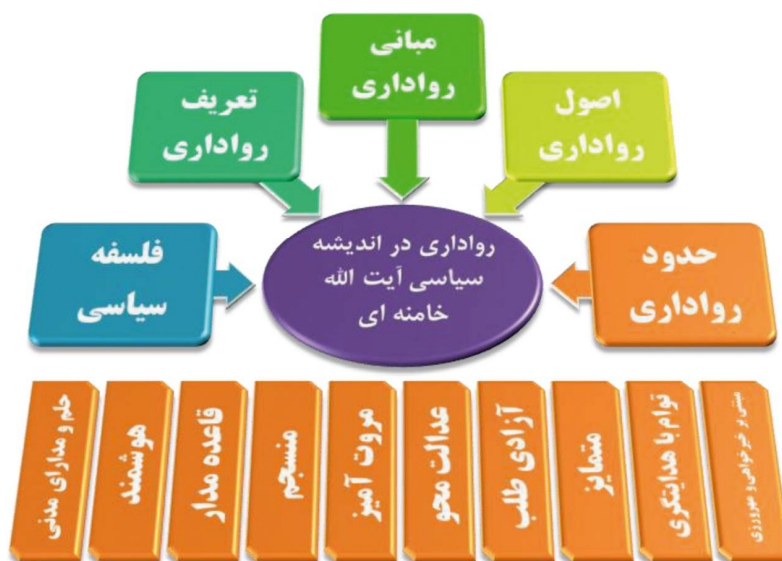 مبانی
رواداری
تعریف
رواداری
اصول
رواداری
فلسفه
سیاسی
رواداری در اندیشه
سیاسی آیت الله
خامنه ای
حدود
رواداری
حلم و مدارای مدنی
هوشمند
قاعده مدار
منسجم
مروت آمیز
عدالت محو
آزادی طلب
متمایز
توام با هدایتگری
مبتنی بر خیرخواهی و مهرورزی